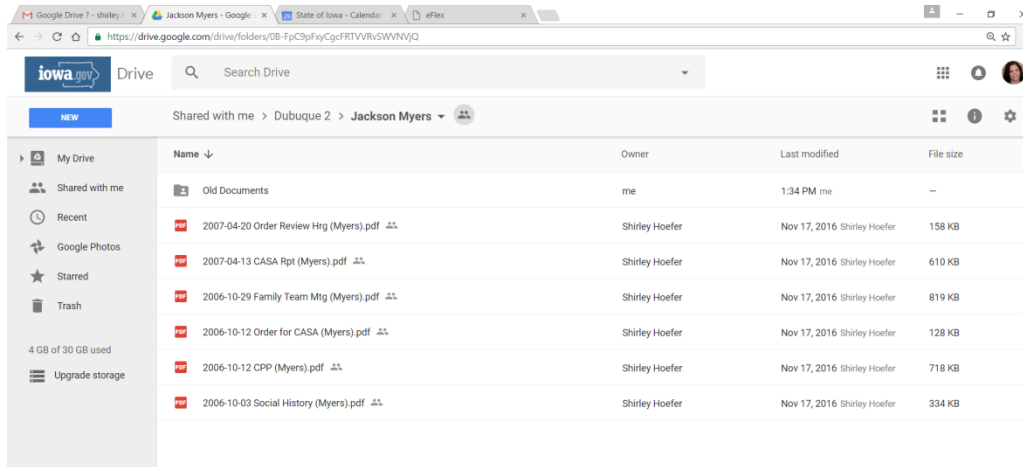 Google Drive ? - shirley.
Jackson Myers - Google
State of Iowa - Calendar
eFlex
https://drive.google.com/drive/folders/0B-FpC9pFxyCgcFRTVVRvSWVNVjQ
iowa.gov Drive Search Drive
NEW Shared with me > Dubuque 2 > Jackson Myers
My Drive
Shared with me
Recent
Google Photos
Starred
Trash
4 GB of 30 GB used
Upgrade storage
Name Owner Last modified File size
Old Documents me 1:34 PM me –
PDF 2007-04-20 Order Review Hrg (Myers).pdf Shirley Hoefer Nov 17, 2016 Shirley Hoefer 158 KB
PDF 2007-04-13 CASA Rpt (Myers).pdf Shirley Hoefer Nov 17, 2016 Shirley Hoefer 610 KB
PDF 2006-10-29 Family Team Mtg (Myers).pdf Shirley Hoefer Nov 17, 2016 Shirley Hoefer 819 KB
PDF 2006-10-12 Order for CASA (Myers).pdf Shirley Hoefer Nov 17, 2016 Shirley Hoefer 128 KB
PDF 2006-10-12 CPP (Myers).pdf Shirley Hoefer Nov 17, 2016 Shirley Hoefer 718 KB
PDF 2006-10-03 Social History (Myers).pdf Shirley Hoefer Nov 17, 2016 Shirley Hoefer 334 KB